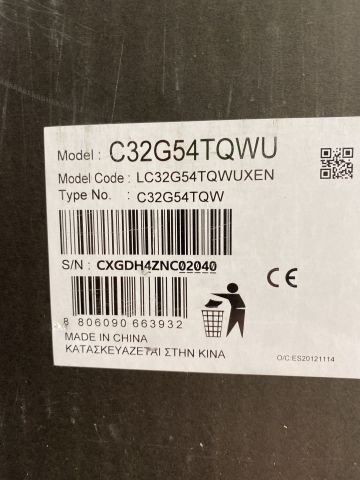 Model : C32G54TQWU
Model Code : LC32G54TQWUXEN
Type No. : C32G54TQW
S/N : CXGDH4ZNC02040
CE
8 806090 663932
MADE IN CHINA
ΚΑΤΑΣΚΕΥΑΖΕΤΑΙ ΣΤΗΝ ΚΙΝΑ
O/C:ES20121114